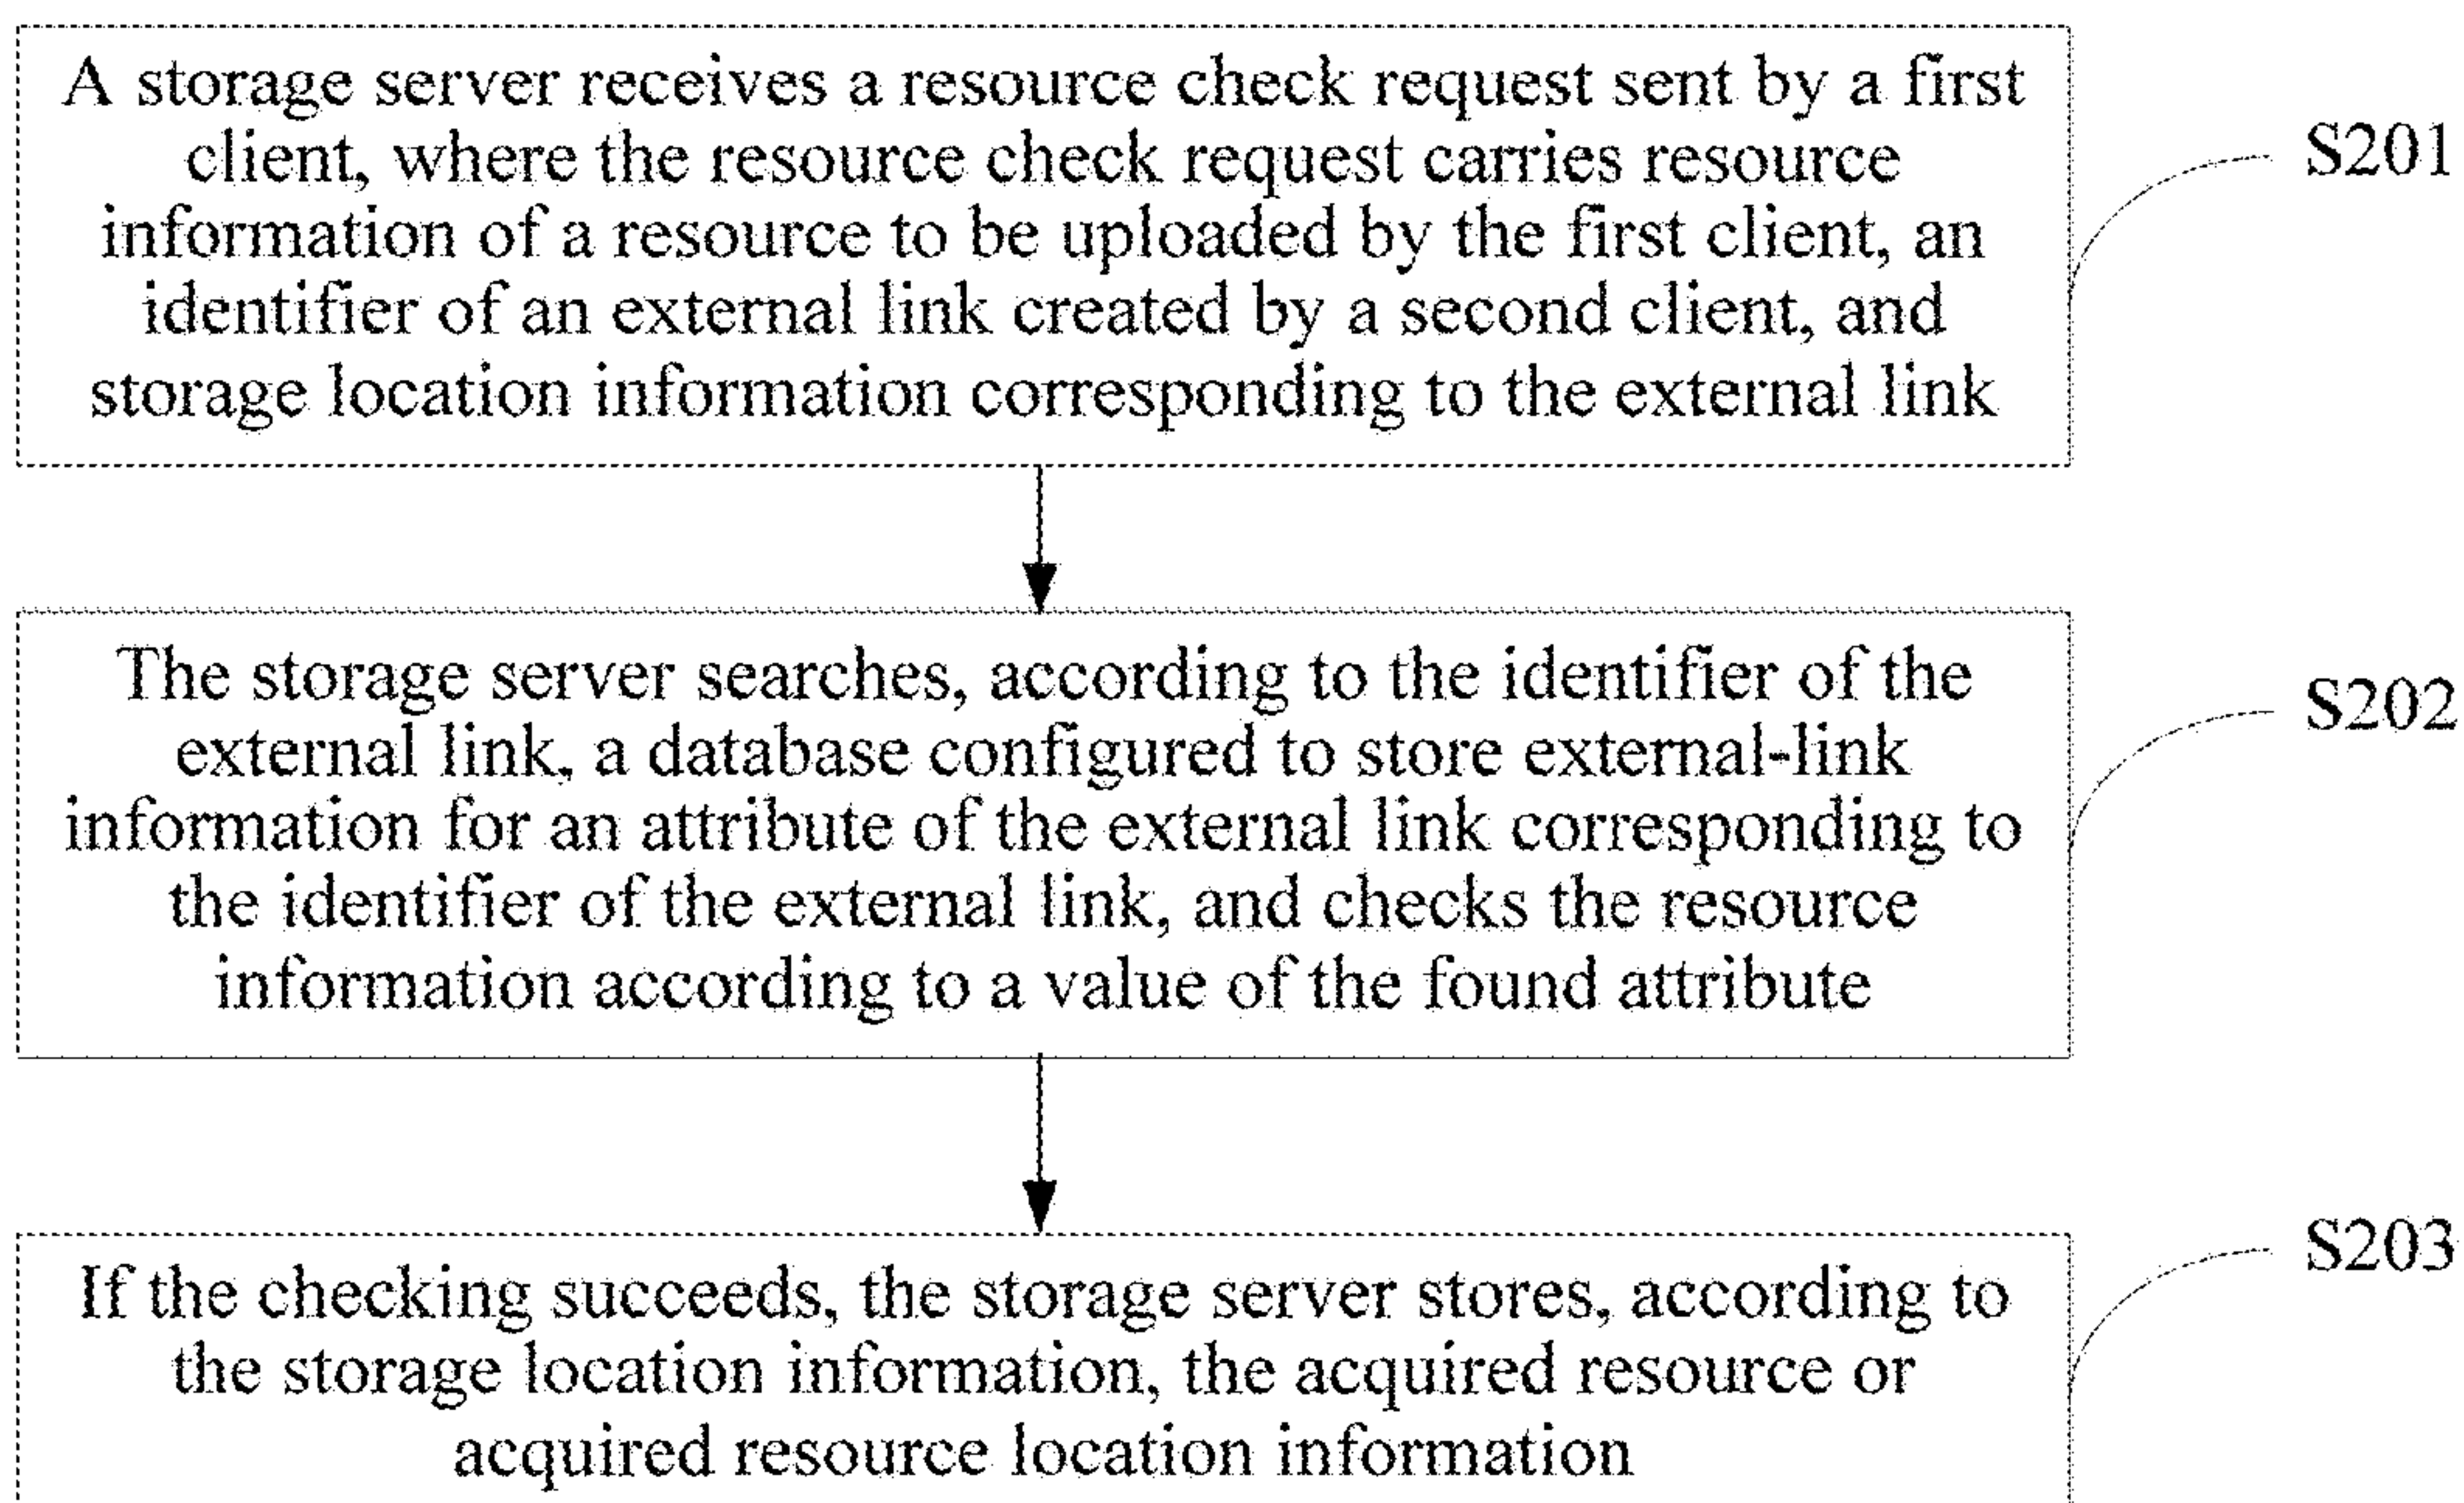 A storage server receives a resource check request sent by a first
client, where the resource check request carries resource
information of a resource to be uploaded by the first client, an
identifier of an external link created by a second client, and
storage location information corresponding to the external link
S201
The storage server searches, according to the identifier of the
external link, a database configured to store external-link
information for an attribute of the external link corresponding to
the identifier of the external link, and checks the resource
information according to a value of the found attribute
S202
If the checking succeeds, the storage server stores, according to
the storage location information, the acquired resource or
acquired resource location information
S203